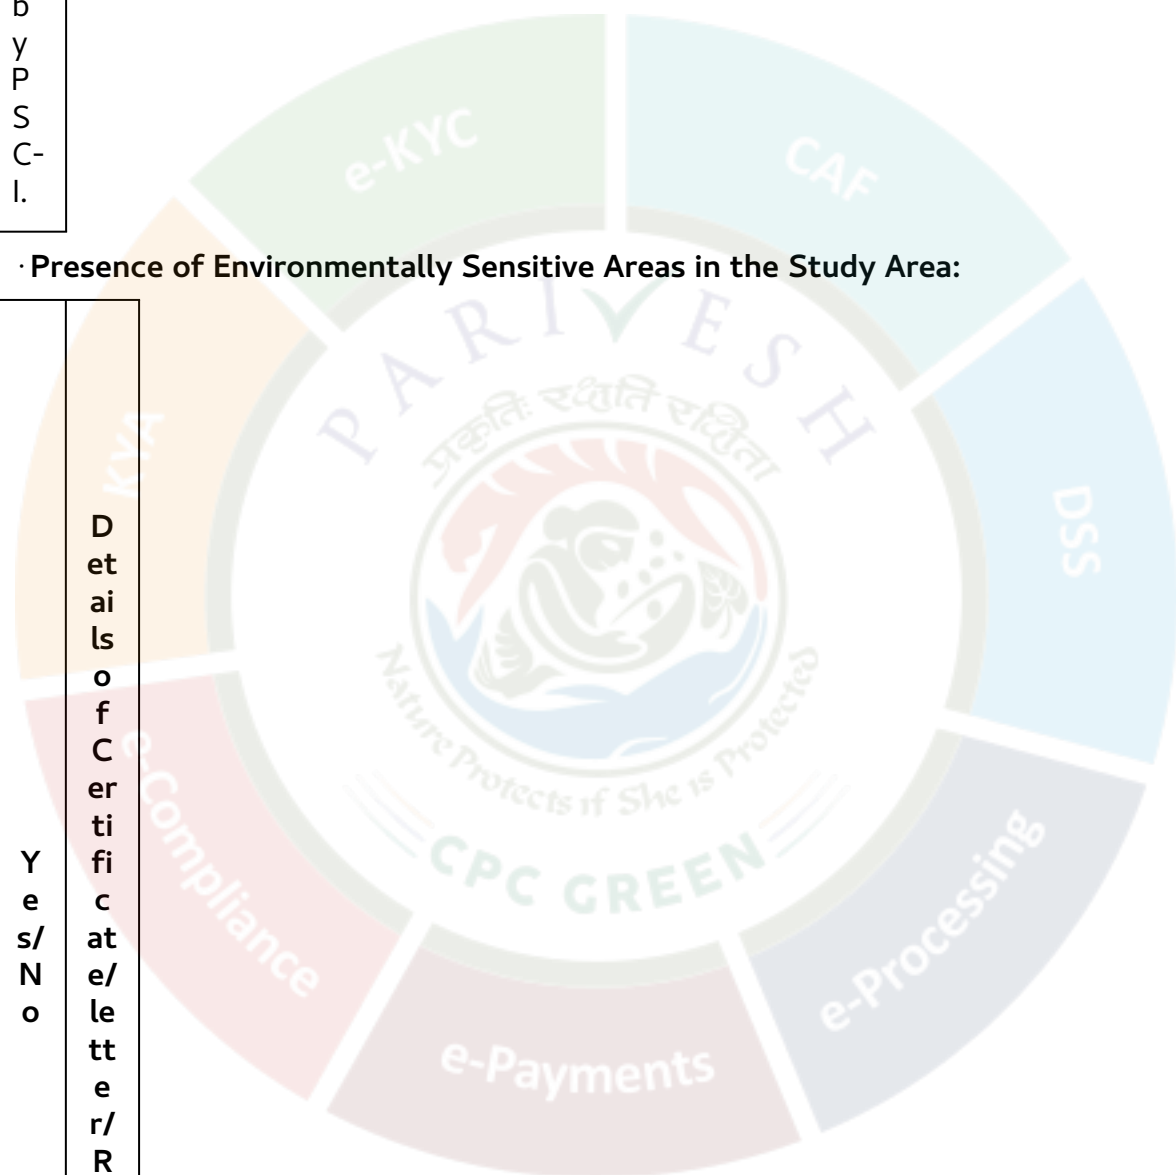 b
y
P
S
C-
I.
· Presence of Environmentally Sensitive Areas in the Study Area:
Y
e
s/
N
o
D
et
ai
ls
o
f
C
er
ti
fi
c
at
e/
le
tt
e
r/
R
e-KYC
CAF
KYA
DSS
PARIVESH
प्रकृतिः रक्षति रक्षिता
Nature Protects if She is Protected
CPC GREEN
e-Compliance
e-Payments
e-Processing